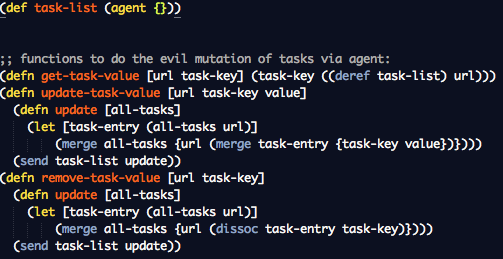 (def task-list (agent {}))
;; functions to do the evil mutation of tasks via agent:
(defn get-task-value [url task-key] (task-key ((deref task-list) url)))
(defn update-task-value [url task-key value]
  (defn update [all-tasks]
    (let [task-entry (all-tasks url)]
        (merge all-tasks {url (merge task-entry {task-key value})})))
  (send task-list update))
(defn remove-task-value [url task-key]
  (defn update [all-tasks]
    (let [task-entry (all-tasks url)]
        (merge all-tasks {url (dissoc task-entry task-key)})))
  (send task-list update))